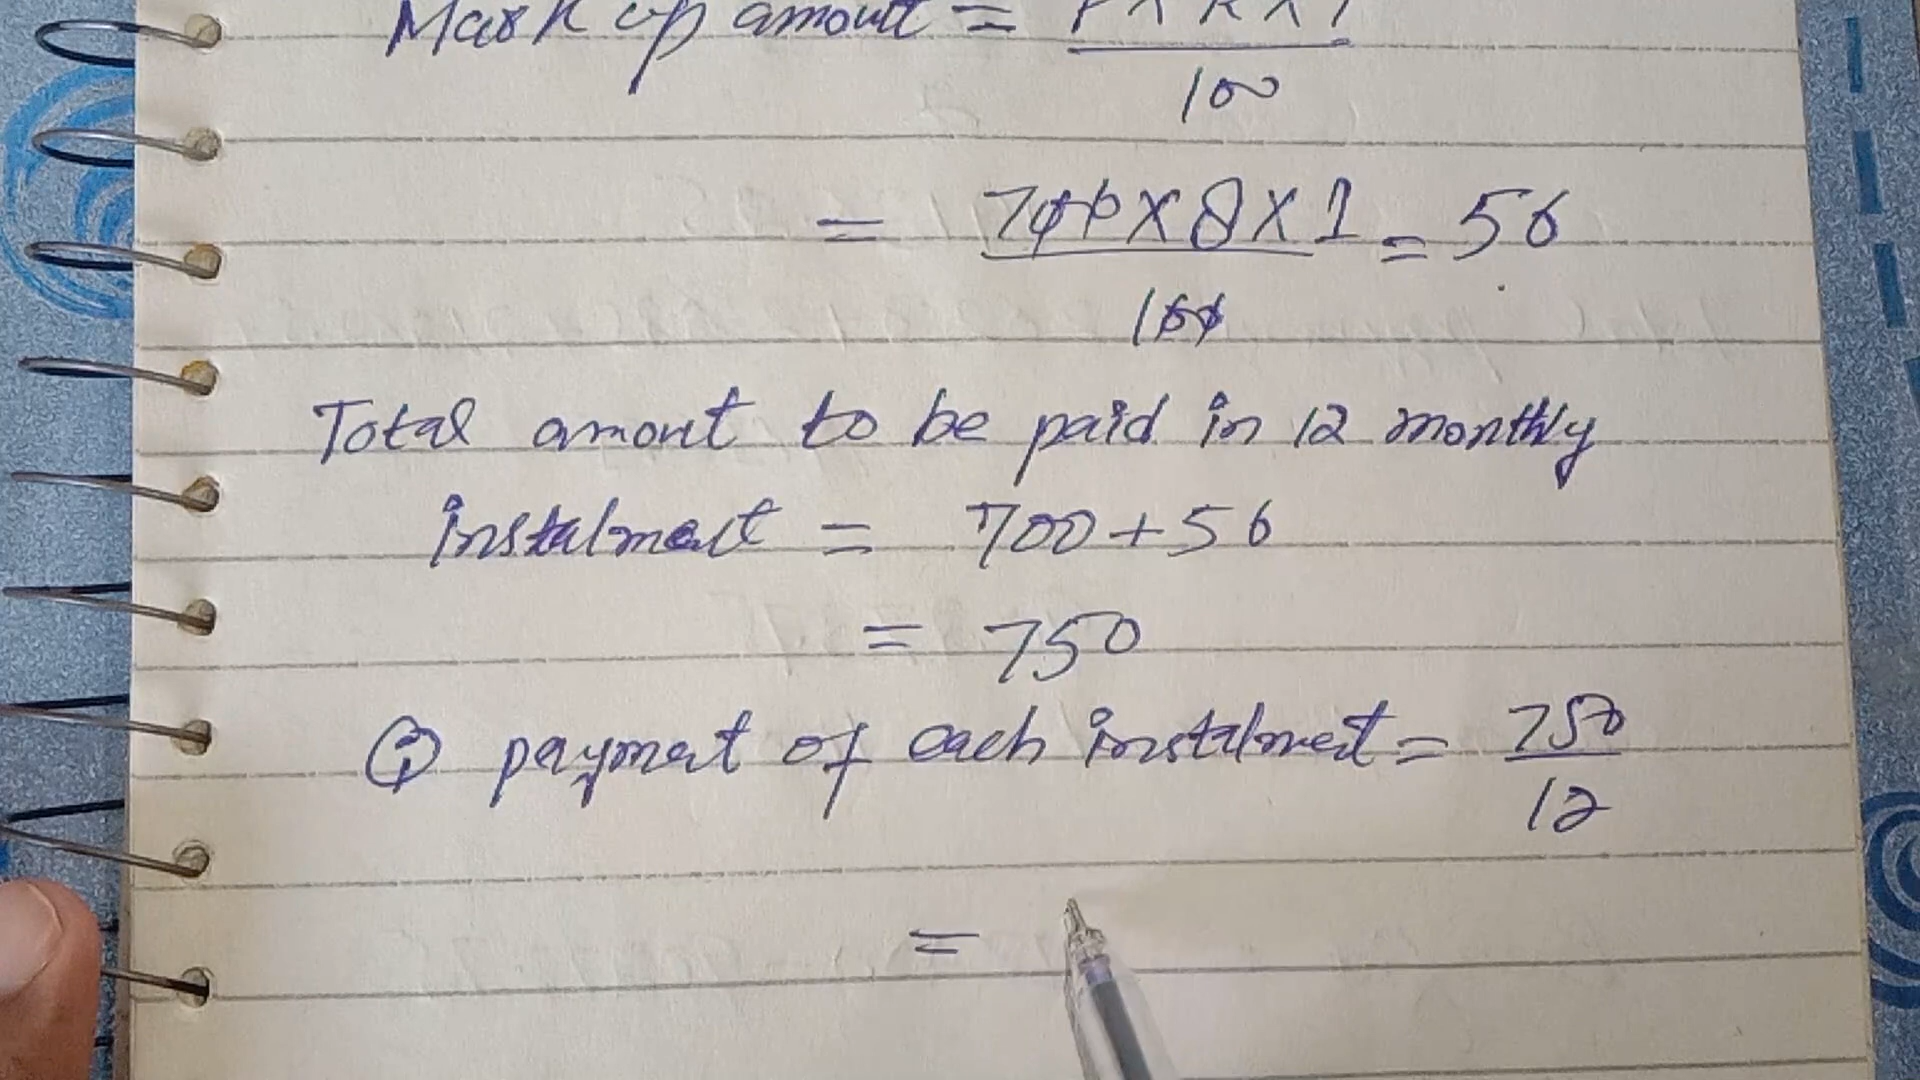 Mark up amount = P X R X T
100
= 700 X 8 X 1 = 56
100
Total amont to be paid in 12 monthly
instalment = 700 + 56
= 750
payment of each instalment = 750
12
=